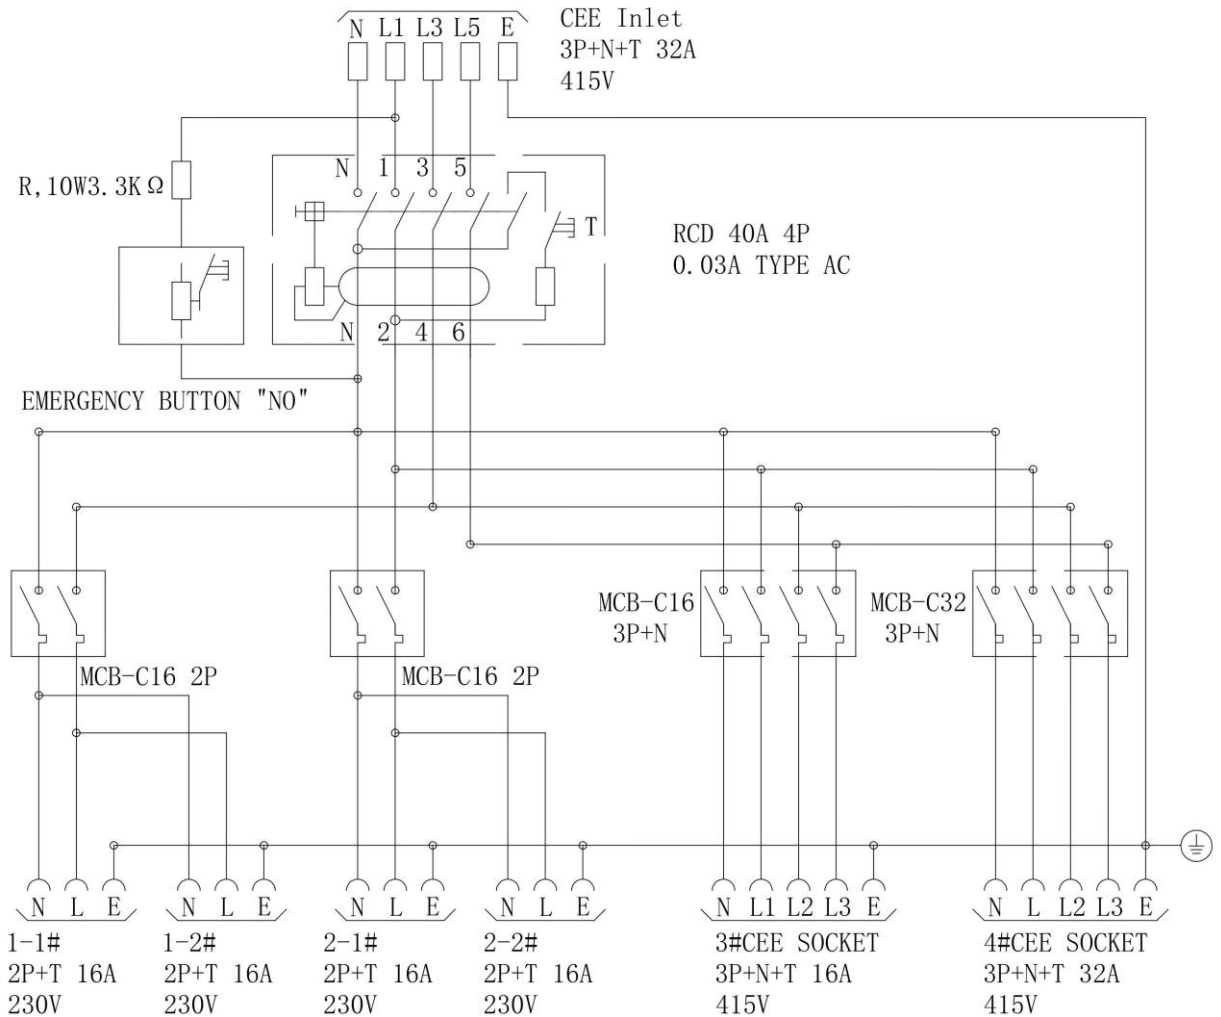 N L1 L3 L5 E
CEE Inlet
3P+N+T 32A
415V
N 1 3 5
R,10W3.3KΩ
T
RCD 40A 4P
0.03A TYPE AC
N 2 4 6
EMERGENCY BUTTON "NO"
MCB-C16
3P+N
MCB-C32
3P+N
MCB-C16 2P
MCB-C16 2P
N L E
1-1#
2P+T 16A
230V
N L E
1-2#
2P+T 16A
230V
N L E
2-1#
2P+T 16A
230V
N L E
2-2#
2P+T 16A
230V
N L1 L2 L3 E
3#CEE SOCKET
3P+N+T 16A
415V
N L L2 L3 E
4#CEE SOCKET
3P+N+T 32A
415V